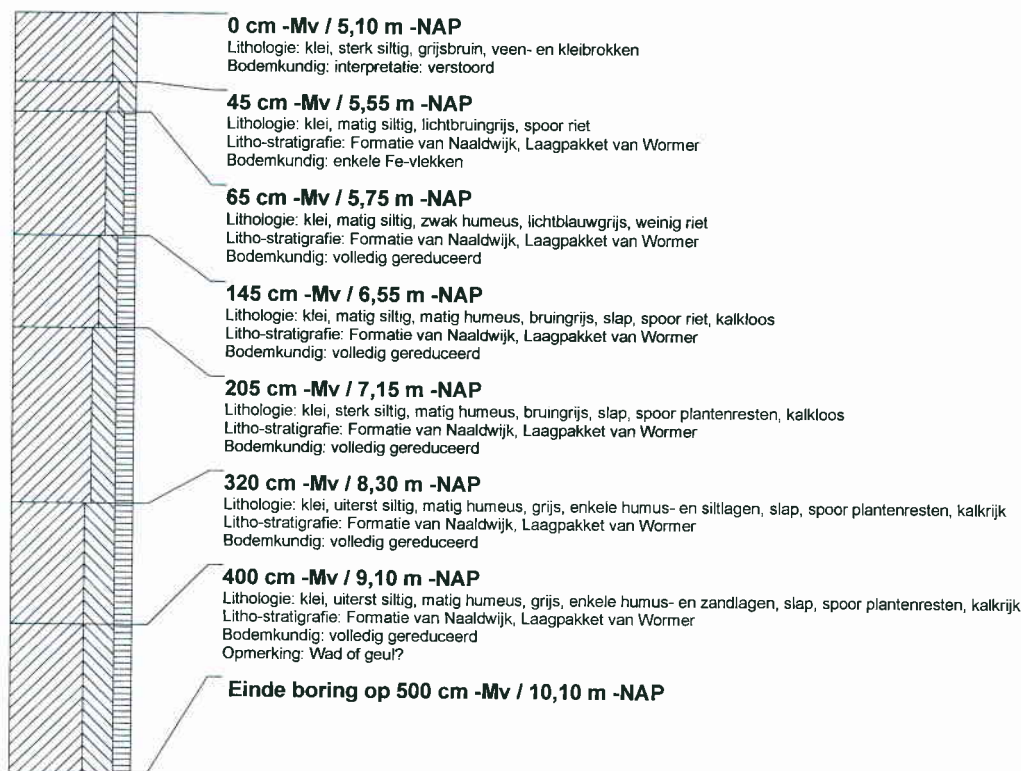 0 cm -Mv / 5,10 m -NAP
Lithologie: klei, sterk siltig, grijsbruin, veen- en kleibrokken
Bodemkundig: interpretatie: verstoord
45 cm -Mv / 5,55 m -NAP
Lithologie: klei, matig siltig, lichtbruingrijs, spoor riet
Litho-stratigrafie: Formatie van Naaldwijk, Laagpakket van Wormer
Bodemkundig: enkele Fe-vlekken
65 cm -Mv / 5,75 m -NAP
Lithologie: klei, matig siltig, zwak humeus, lichtblauwgrijs, weinig riet
Litho-stratigrafie: Formatie van Naaldwijk, Laagpakket van Wormer
Bodemkundig: volledig gereduceerd
145 cm -Mv / 6,55 m -NAP
Lithologie: klei, matig siltig, matig humeus, bruingrijs, slap, spoor riet, kalkloos
Litho-stratigrafie: Formatie van Naaldwijk, Laagpakket van Wormer
Bodemkundig: volledig gereduceerd
205 cm -Mv / 7,15 m -NAP
Lithologie: klei, sterk siltig, matig humeus, bruingrijs, slap, spoor plantenresten, kalkloos
Litho-stratigrafie: Formatie van Naaldwijk, Laagpakket van Wormer
Bodemkundig: volledig gereduceerd
320 cm -Mv / 8,30 m -NAP
Lithologie: klei, uiterst siltig, matig humeus, grijs, enkele humus- en siltlagen, slap, spoor plantenresten, kalkrijk
Litho-stratigrafie: Formatie van Naaldwijk, Laagpakket van Wormer
Bodemkundig: volledig gereduceerd
400 cm -Mv / 9,10 m -NAP
Lithologie: klei, uiterst siltig, matig humeus, grijs, enkele humus- en zandlagen, slap, spoor plantenresten, kalkrijk
Litho-stratigrafie: Formatie van Naaldwijk, Laagpakket van Wormer
Bodemkundig: volledig gereduceerd
Opmerking: Wad of geul?
Einde boring op 500 cm -Mv / 10,10 m -NAP